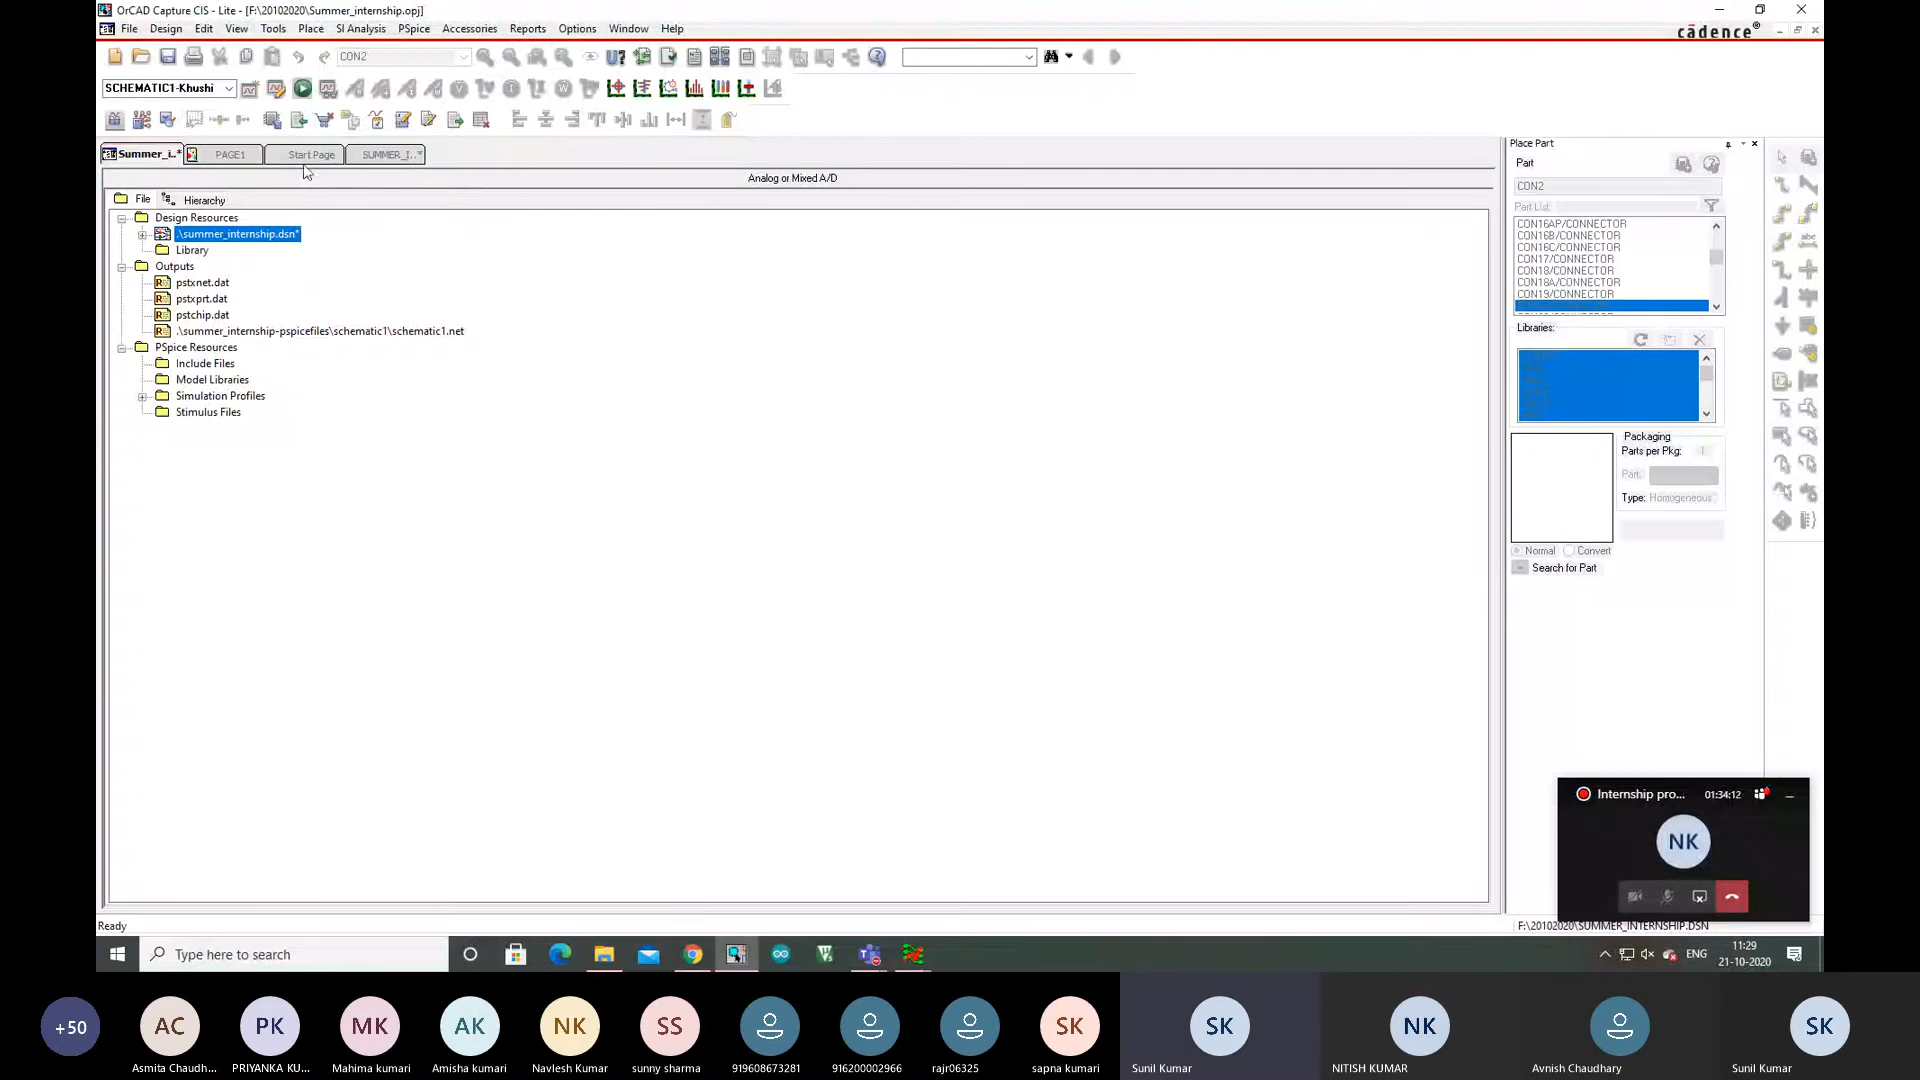 OrCAD Capture CIS - Lite - [F:\20102020\Summer_internship.opj]
File Design Edit View Tools Place SI Analysis PSpice Accessories Reports Options Window Help
cādence®
CON2
SCHEMATIC1-Khushi
Summer_i..* PAGE1 Start Page SUMMER_I..*
Analog or Mixed A/D
File Hierarchy
Design Resources
.\summer_internship.dsn*
Library
Outputs
pstxnet.dat
pstxprt.dat
pstchip.dat
.\summer_internship-pspicefiles\schematic1\schematic1.net
PSpice Resources
Include Files
Model Libraries
Simulation Profiles
Stimulus Files
Place Part
Part
CON2
Part List:
CON16AP/CONNECTOR
CON16B/CONNECTOR
CON16C/CONNECTOR
CON17/CONNECTOR
CON18/CONNECTOR
CON18A/CONNECTOR
CON19/CONNECTOR
Libraries:
Packaging
Parts per Pkg: 1
Part:
Type: Homogeneous
Normal Convert
Search for Part
Internship pro... 01:34:12
NK
Ready
F:\20102020\SUMMER_INTERNSHIP.DSN
Type here to search
ENG
11:29
21-10-2020
+50 AC PK MK AK NK SS SK SK NK SK
Asmita Chaudh... PRIYANKA KU... Mahima kumari Amisha kumari Navlesh Kumar sunny sharma 919608673281 916200002966 rajr06325 sapna kumari Sunil Kumar NITISH KUMAR Avnish Chaudhary Sunil Kumar